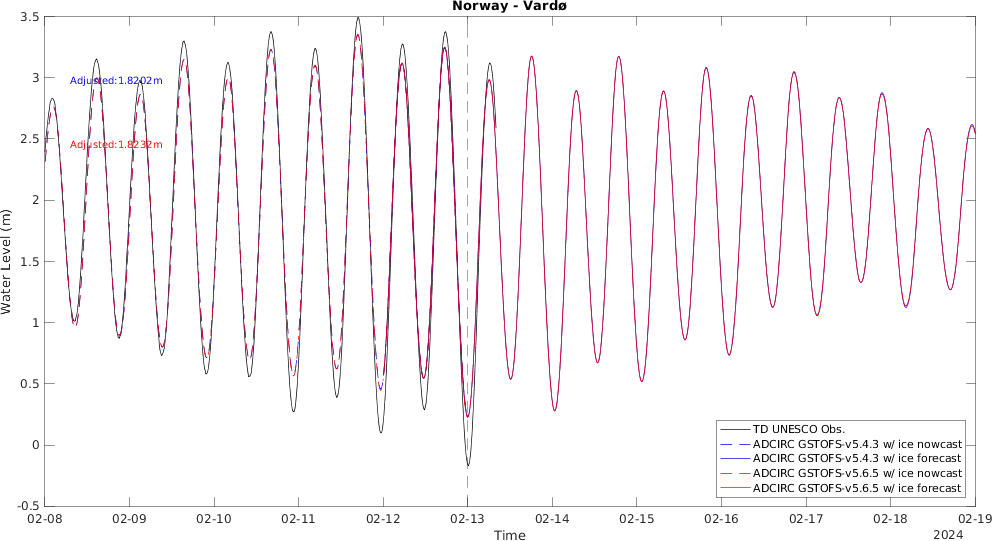 Norway - Vardø
3.5
3
2.5
2
1.5
1
0.5
0
-0.5
Water Level (m)
Adjusted:1.8202m
Adjusted:1.8232m
TD UNESCO Obs.
ADCIRC GSTOFS-v5.4.3 w/ ice nowcast
ADCIRC GSTOFS-v5.4.3 w/ ice forecast
ADCIRC GSTOFS-v5.6.5 w/ ice nowcast
ADCIRC GSTOFS-v5.6.5 w/ ice forecast
02-08 02-09 02-10 02-11 02-12 02-13 02-14 02-15 02-16 02-17 02-18 02-19
Time
2024